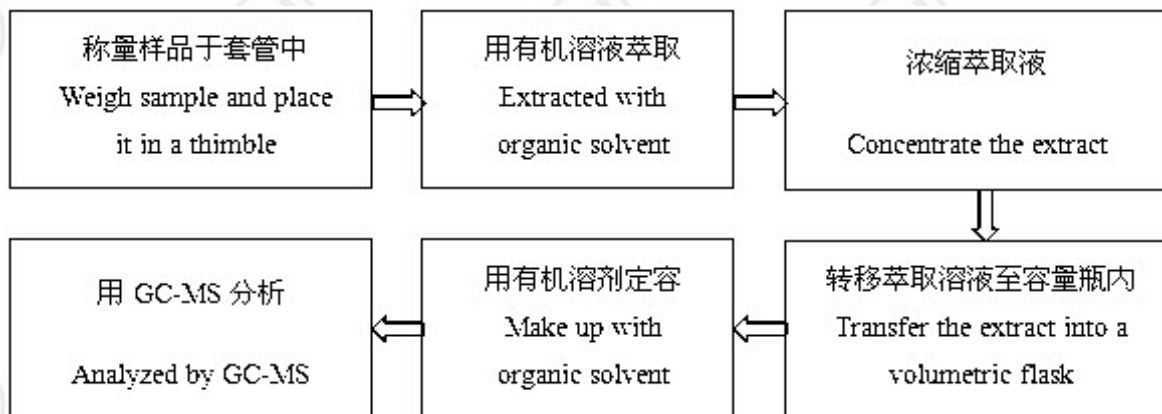 称量样品于套管中
Weigh sample and place
it in a thimble
用有机溶液萃取
Extracted with
organic solvent
浓缩萃取液
Concentrate the extract
转移萃取溶液至容量瓶内
Transfer the extract into a
volumetric flask
用有机溶剂定容
Make up with
organic solvent
用 GC-MS 分析
Analyzed by GC-MS